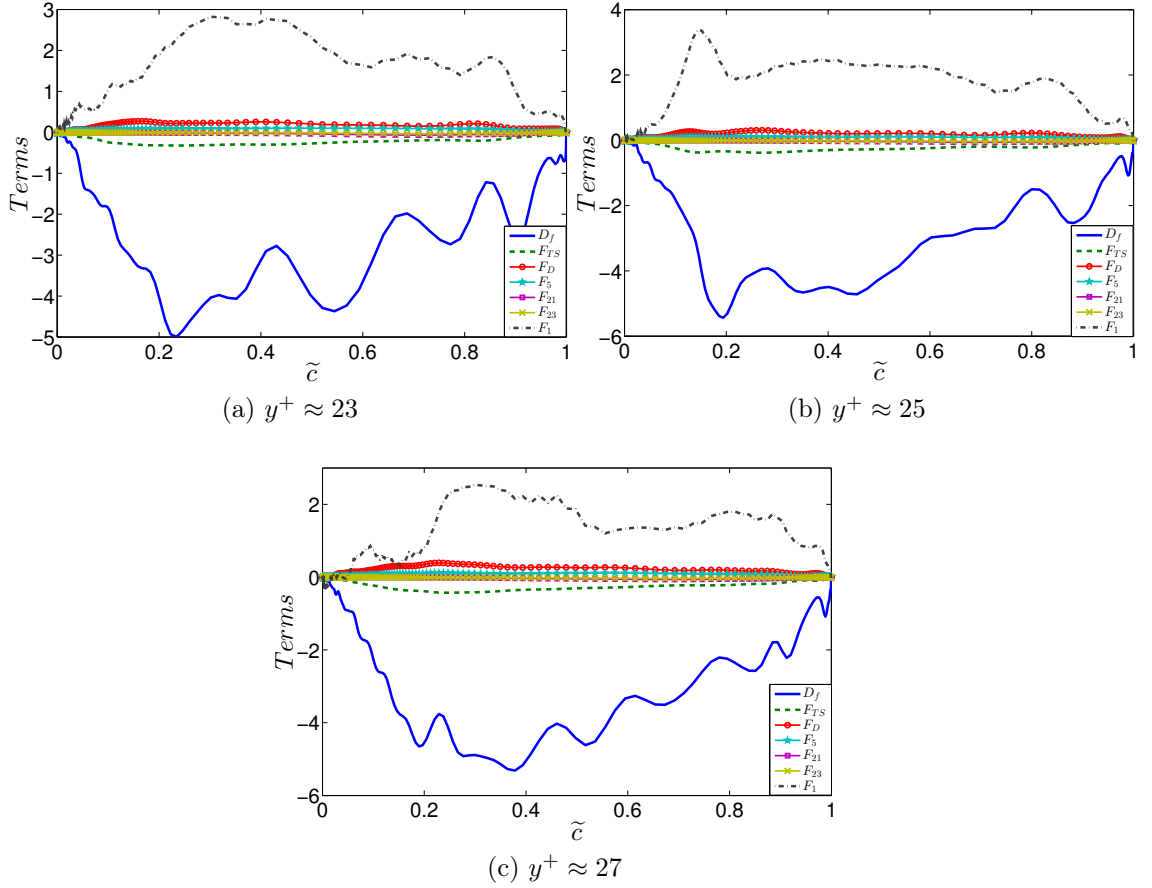 3
2
1
0
−1
−2
−3
−4
−5
0
0.2
0.4
0.6
0.8
1
Terms
c̃
D_f
F_TS
F_D
F_5
F_21
F_23
F_1
(a) y⁺ ≈ 23
4
2
0
−2
−4
−6
0
0.2
0.4
0.6
0.8
1
Terms
c̃
D_f
F_TS
F_D
F_5
F_21
F_23
F_1
(b) y⁺ ≈ 25
2
0
−2
−4
−6
0
0.2
0.4
0.6
0.8
1
Terms
c̃
D_f
F_TS
F_D
F_5
F_21
F_23
F_1
(c) y⁺ ≈ 27